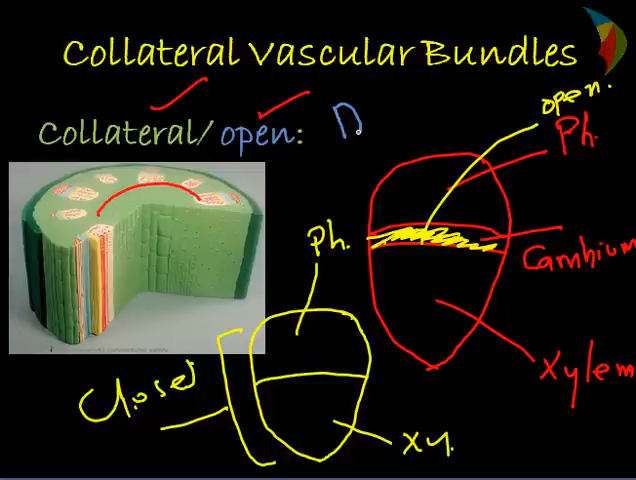 Collateral Vascular Bundles
open.
Collateral/ open: D
Ph.
Ph.
Cambium
Closed
Xylem
Xy.